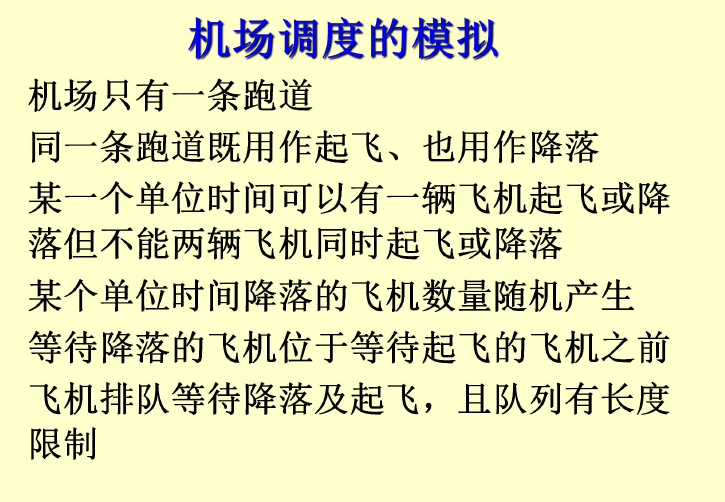 机场调度的模拟
机场只有一条跑道
同一条跑道既用作起飞、也用作降落
某一个单位时间可以有一辆飞机起飞或降
落但不能两辆飞机同时起飞或降落
某个单位时间降落的飞机数量随机产生
等待降落的飞机位于等待起飞的飞机之前
飞机排队等待降落及起飞，且队列有长度
限制